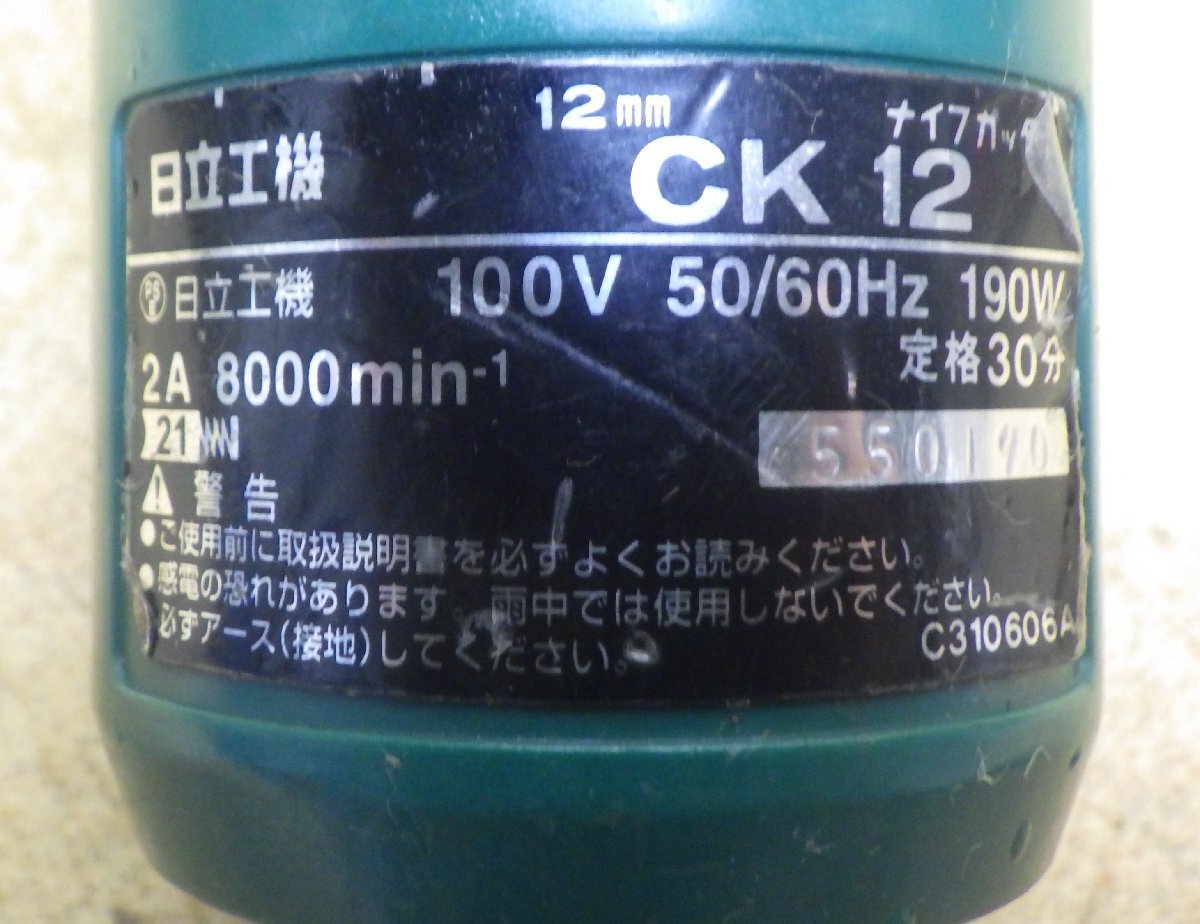 12mm
ナイフカッタ
日立工機 CK 12
PSE 日立工機 100V 50/60Hz 190W
2A 8000min-1 定格30分
21
550190
警告
●ご使用前に取扱説明書を必ずよくお読みください。
●感電の恐れがあります。雨中では使用しないでください。
必ずアース(接地)してください。
C310606A